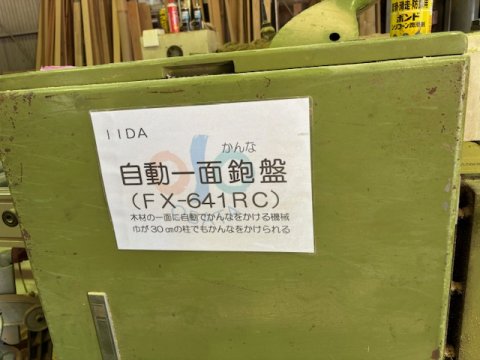 IIDA
かんな
自動一面鉋盤
(FX-641RC)
木材の一面に自動でかんなをかける機械
巾が30㎝の柱でもかんなをかけられる
ボンド